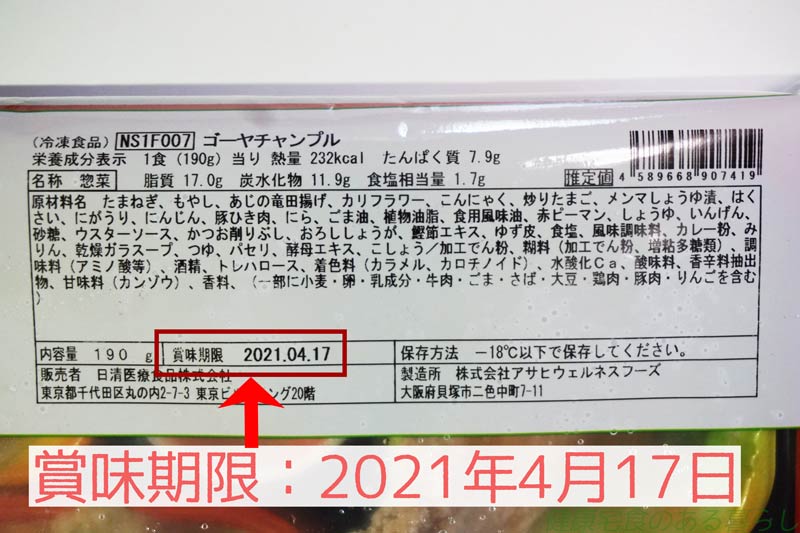 (冷凍食品) NS1F007 ゴーヤチャンプル
栄養成分表示 1食(190g)当り 熱量 232kcal たんぱく質 7.9g
名称 惣菜 脂質 17.0g 炭水化物 11.9g 食塩相当量 1.7g 推定値
4 589668 907419
原材料名 たまねぎ、もやし、あじの竜田揚げ、カリフラワー、こんにゃく、炒りたまご、メンマしょうゆ漬、はく
さい、にがうり、にんじん、豚ひき肉、にら、ごま油、植物油脂、食用風味油、赤ピーマン、しょうゆ、いんげん、
砂糖、ウスターソース、かつお削りぶし、おろししょうが、鰹節エキス、ゆず皮、食塩、風味調味料、カレー粉、み
りん、乾燥ガラスープ、つゆ、パセリ、酵母エキス、こしょう/加工でん粉、糊料(加工でん粉、増粘多糖類)、調
味料(アミノ酸等)、酒精、トレハロース、着色料(カラメル、カロチノイド)、水酸化Ca、酸味料、香辛料抽出
物、甘味料(カンゾウ)、香料、(一部に小麦・卵・乳成分・牛肉・ごま・さば・大豆・鶏肉・豚肉・りんごを含む
)
内容量 190 g 賞味期限 2021.04.17 保存方法 -18℃以下で保存してください。
販売者 日清医療食品株式会社 製造所 株式会社アサヒウェルネスフーズ
東京都千代田区丸の内2-7-3 東京ビ ング20階 大阪府貝塚市二色中町7-11
賞味期限：2021年4月17日
のある暮らし